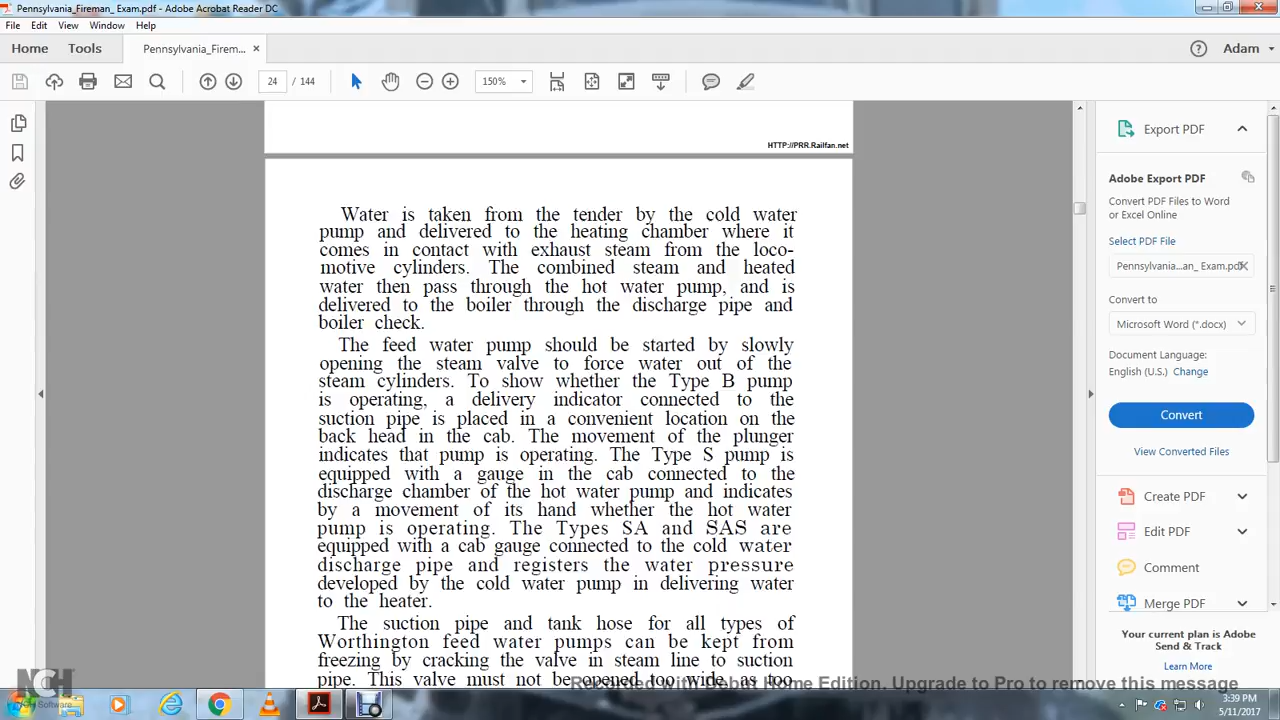 Pennsylvania_Fireman_ Exam.pdf - Adobe Acrobat Reader DC
File Edit View Window Help
Home Tools Pennsylvania_Firem... × Adam
24 / 144 150%
HTTP://PRR.Railfan.net
Water is taken from the tender by the cold water
pump and delivered to the heating chamber where it
comes in contact with exhaust steam from the loco-
motive cylinders. The combined steam and heated
water then pass through the hot water pump, and is
delivered to the boiler through the discharge pipe and
boiler check.
The feed water pump should be started by slowly
opening the steam valve to force water out of the
steam cylinders. To show whether the Type B pump
is operating, a delivery indicator connected to the
suction pipe is placed in a convenient location on the
back head in the cab. The movement of the plunger
indicates that pump is operating. The Type S pump is
equipped with a gauge in the cab connected to the
discharge chamber of the hot water pump and indicates
by a movement of its hand whether the hot water
pump is operating. The Types SA and SAS are
equipped with a cab gauge connected to the cold water
discharge pipe and registers the water pressure
developed by the cold water pump in delivering water
to the heater.
The suction pipe and tank hose for all types of
Worthington feed water pumps can be kept from
freezing by cracking the valve in steam line to suction
pipe. This valve must not be opened too wide, as too
Export PDF
Adobe Export PDF
Convert PDF Files to Word
or Excel Online
Select PDF File
Pennsylvania...an_ Exam.pdf
Convert to
Microsoft Word (*.docx)
Document Language:
English (U.S.) Change
Convert
View Converted Files
Create PDF
Edit PDF
Comment
Merge PDF
Your current plan is Adobe
Send & Track
Learn More
NCH
Software
Home Edition. Upgrade to Pro to remove this message
3:39 PM
5/11/2017